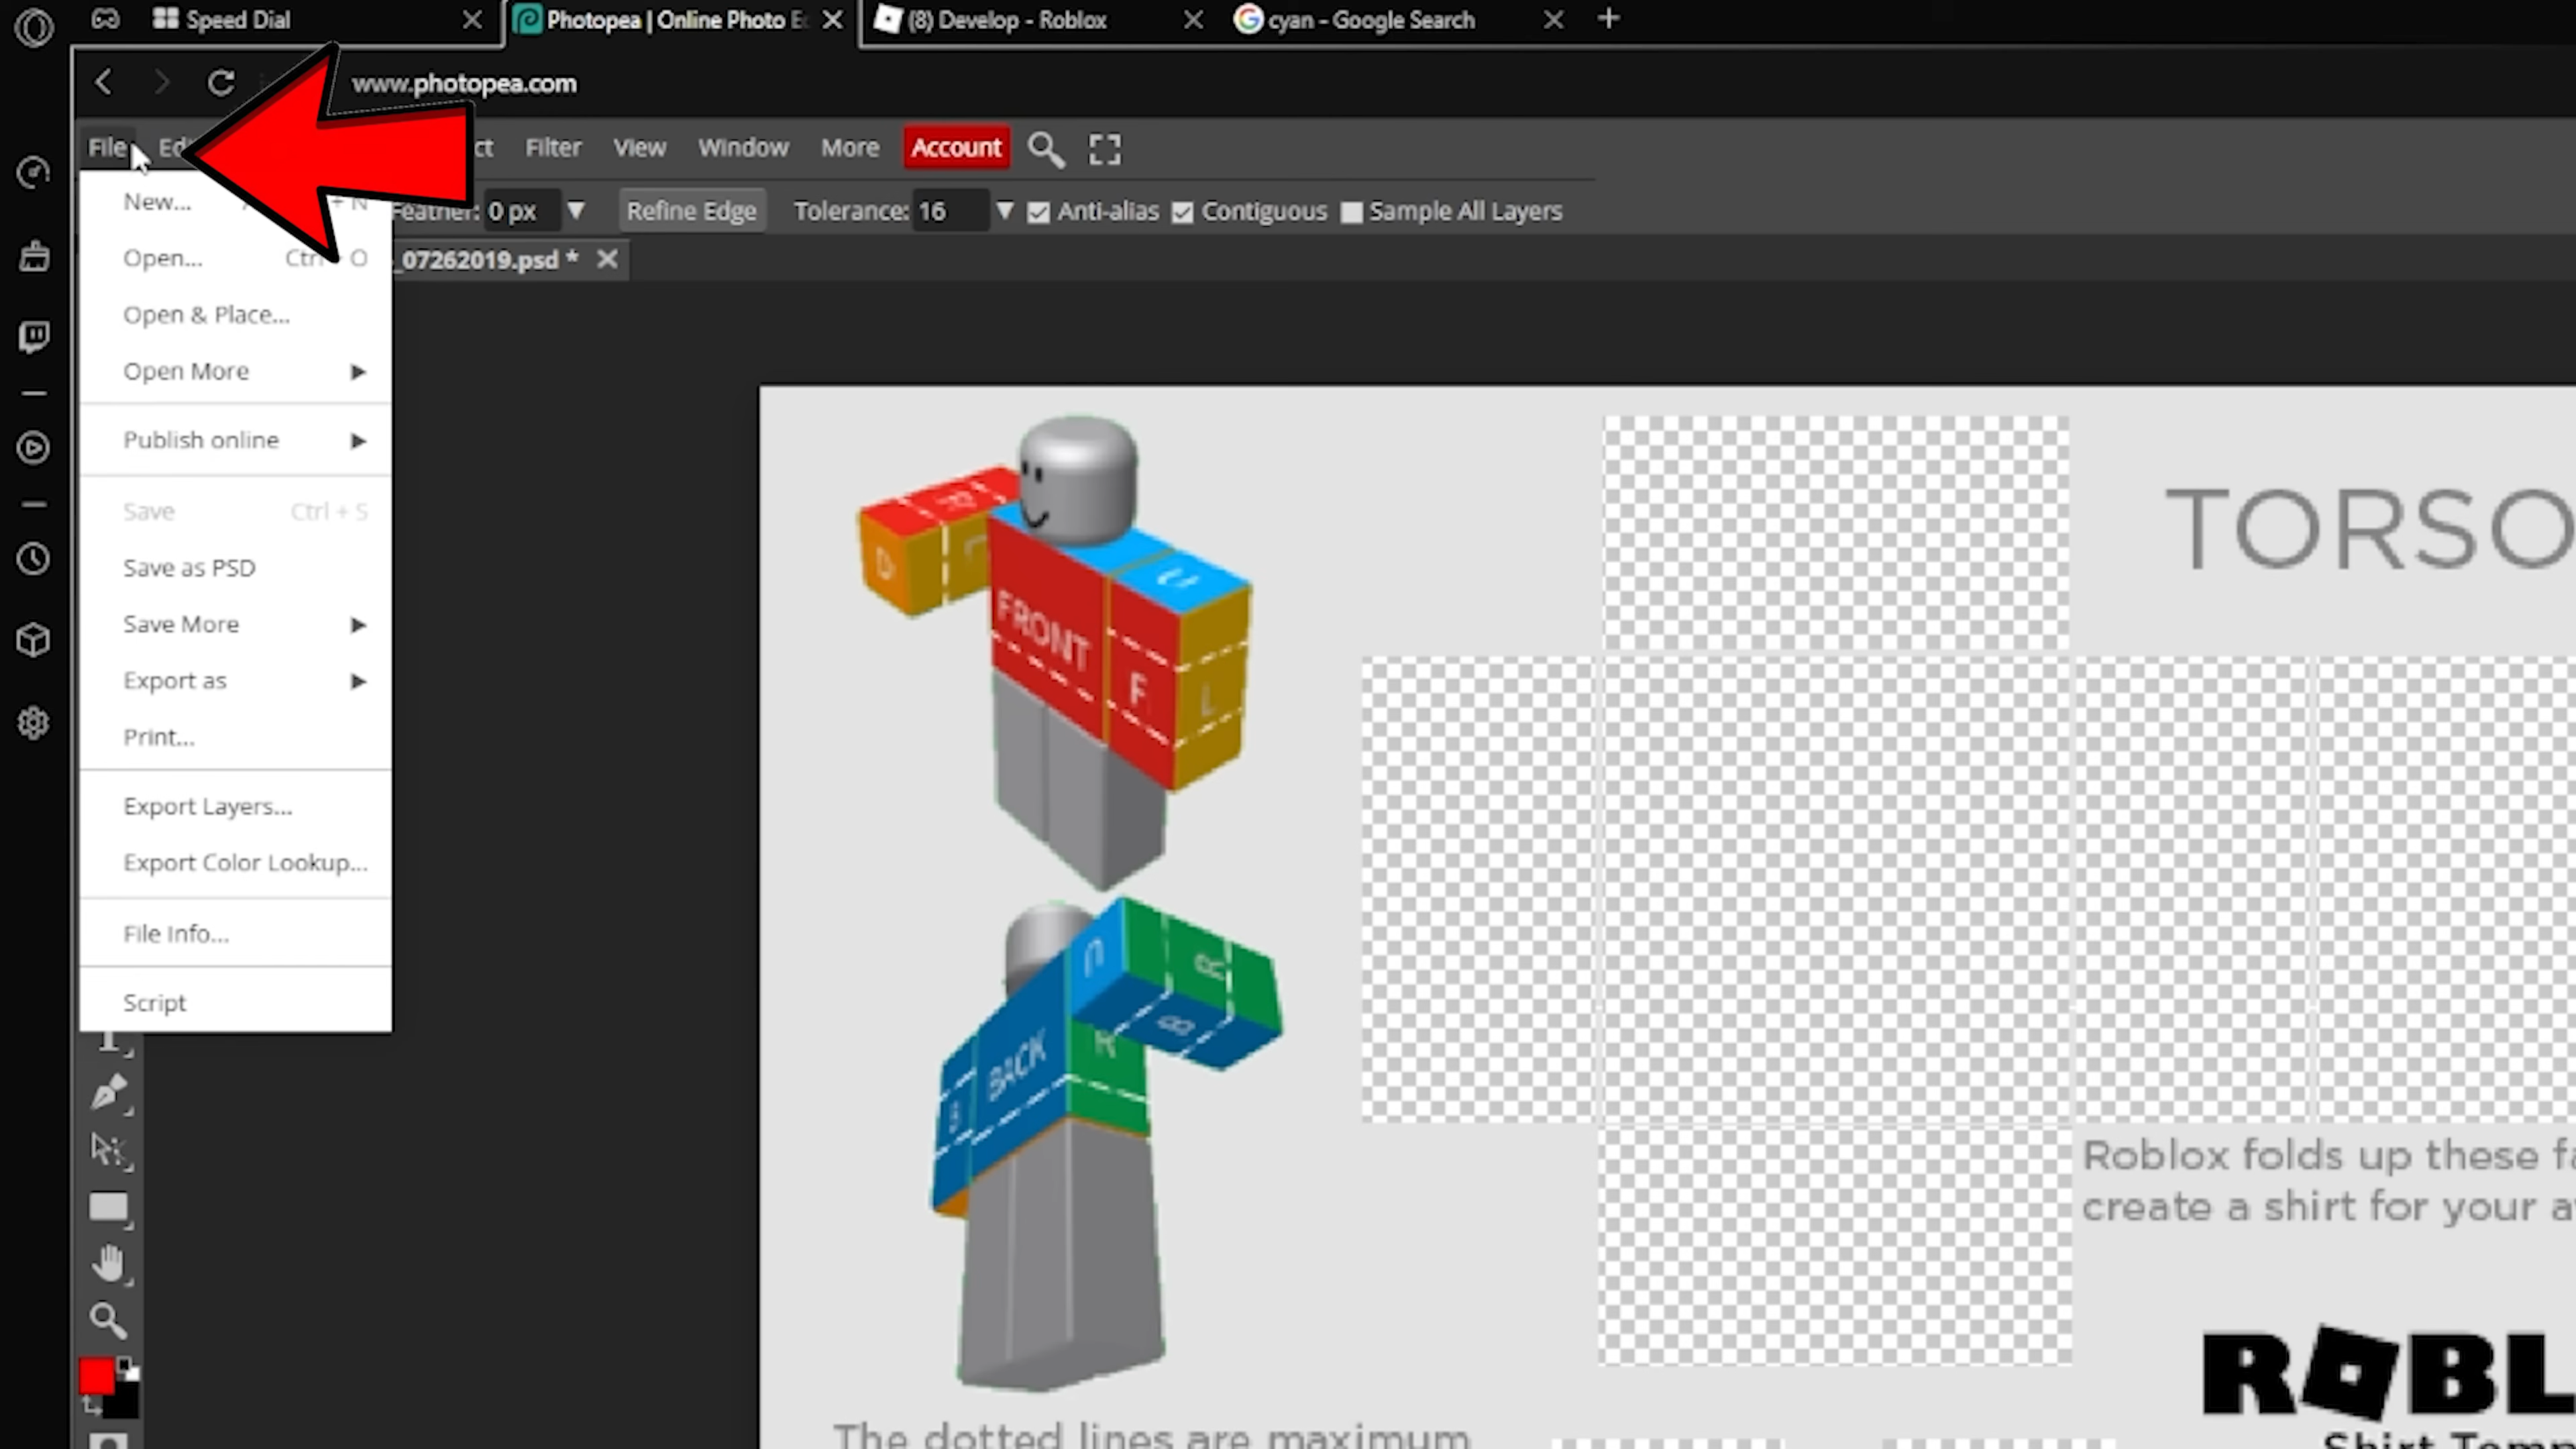 Speed Dial
Photopea | Online Photo
(8) Develop - Roblox
cyan - Google Search
www.photopea.com
File
Filter View Window More Account
Feather: 0 px Refine Edge Tolerance: 16 Anti-alias Contiguous Sample All Layers
_07262019.psd *
New... + N
Open... Ctrl O
Open & Place...
Open More
Publish online
Save Ctrl + S
Save as PSD
Save More
Export as
Print...
Export Layers...
Export Color Lookup...
File Info...
Script
D
L
U
FRONT
F
L
TORSO
U
R
B
BACK
R
B
Roblox folds up these
create a shirt for your
The dotted lines are maximum
ROBL
Shirt